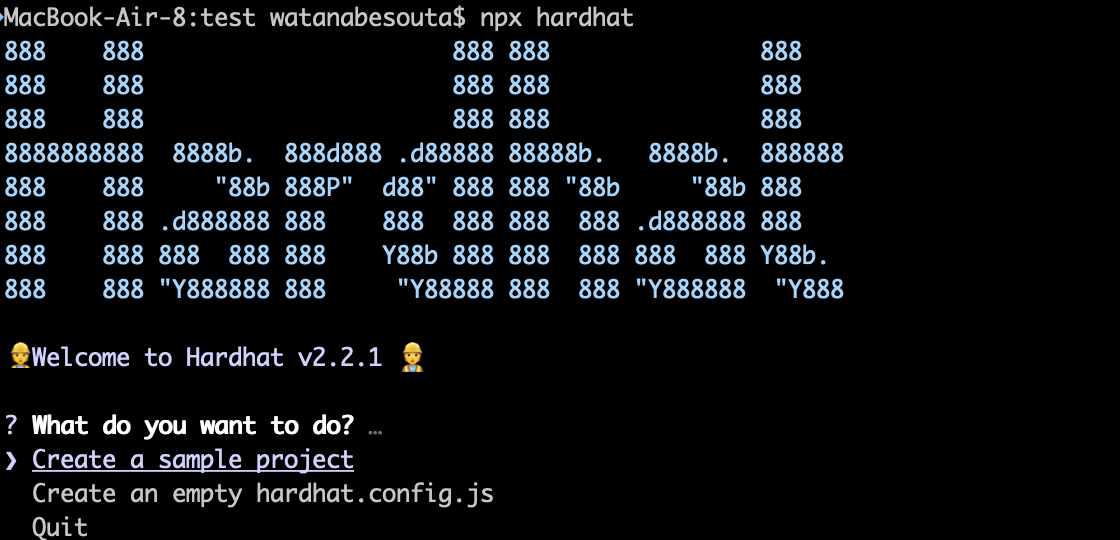 MacBook-Air-8:test watanabesouta$ npx hardhat
888    888                      888 888               888
888    888                      888 888               888
888    888                      888 888               888
8888888888  8888b.  888d888 .d88888 88888b.   8888b.  888888
888    888     "88b 888P"  d88" 888 888 "88b     "88b 888
888    888 .d888888 888    888  888 888  888 .d888888 888
888    888 888  888 888    Y88b 888 888  888 888  888 Y88b.
888    888 "Y888888 888     "Y88888 888  888 "Y888888  "Y888
👷Welcome to Hardhat v2.2.1 👷
? What do you want to do? …
❯ Create a sample project
Create an empty hardhat.config.js
Quit